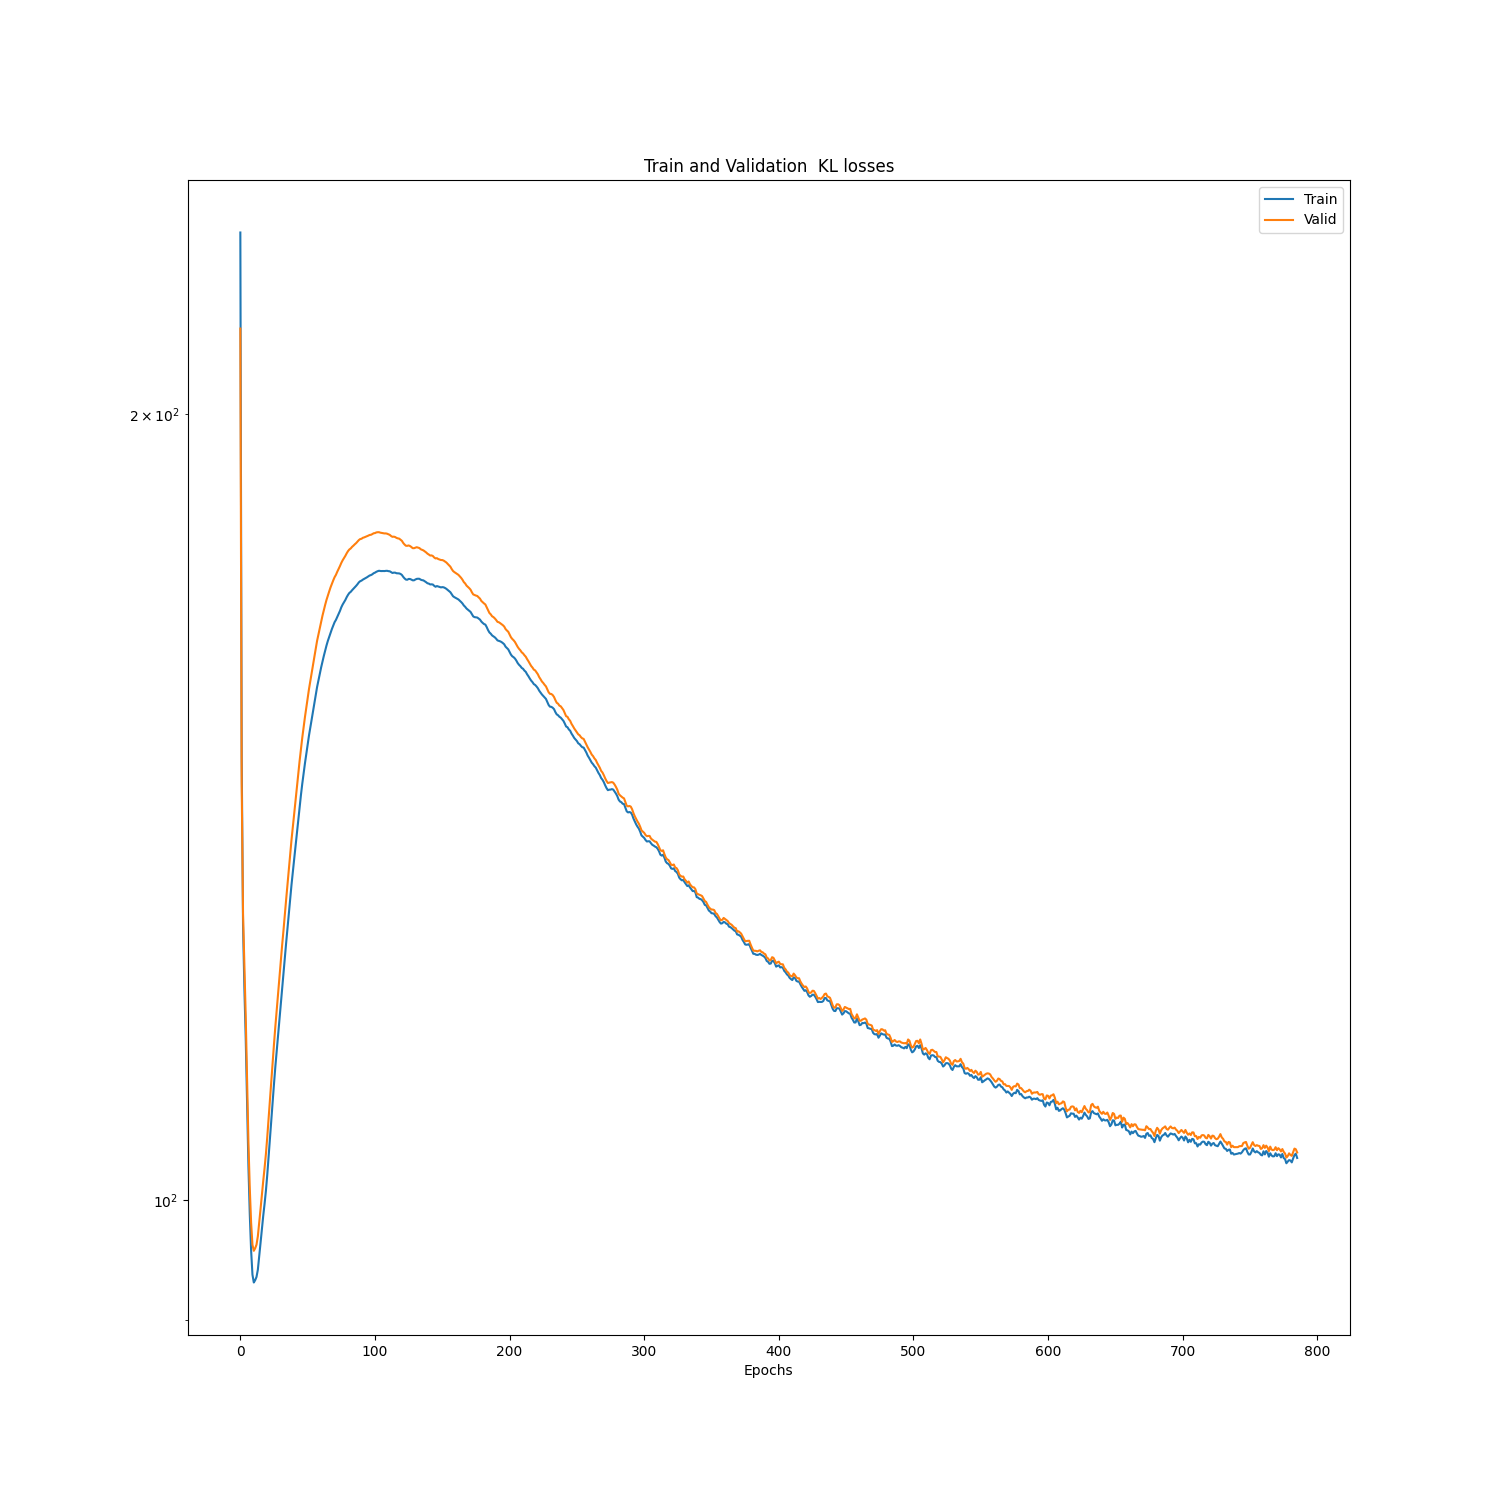 Train and Validation  KL losses
Train
Valid
2 × 10²
10²
0 100 200 300 400 500 600 700 800
Epochs